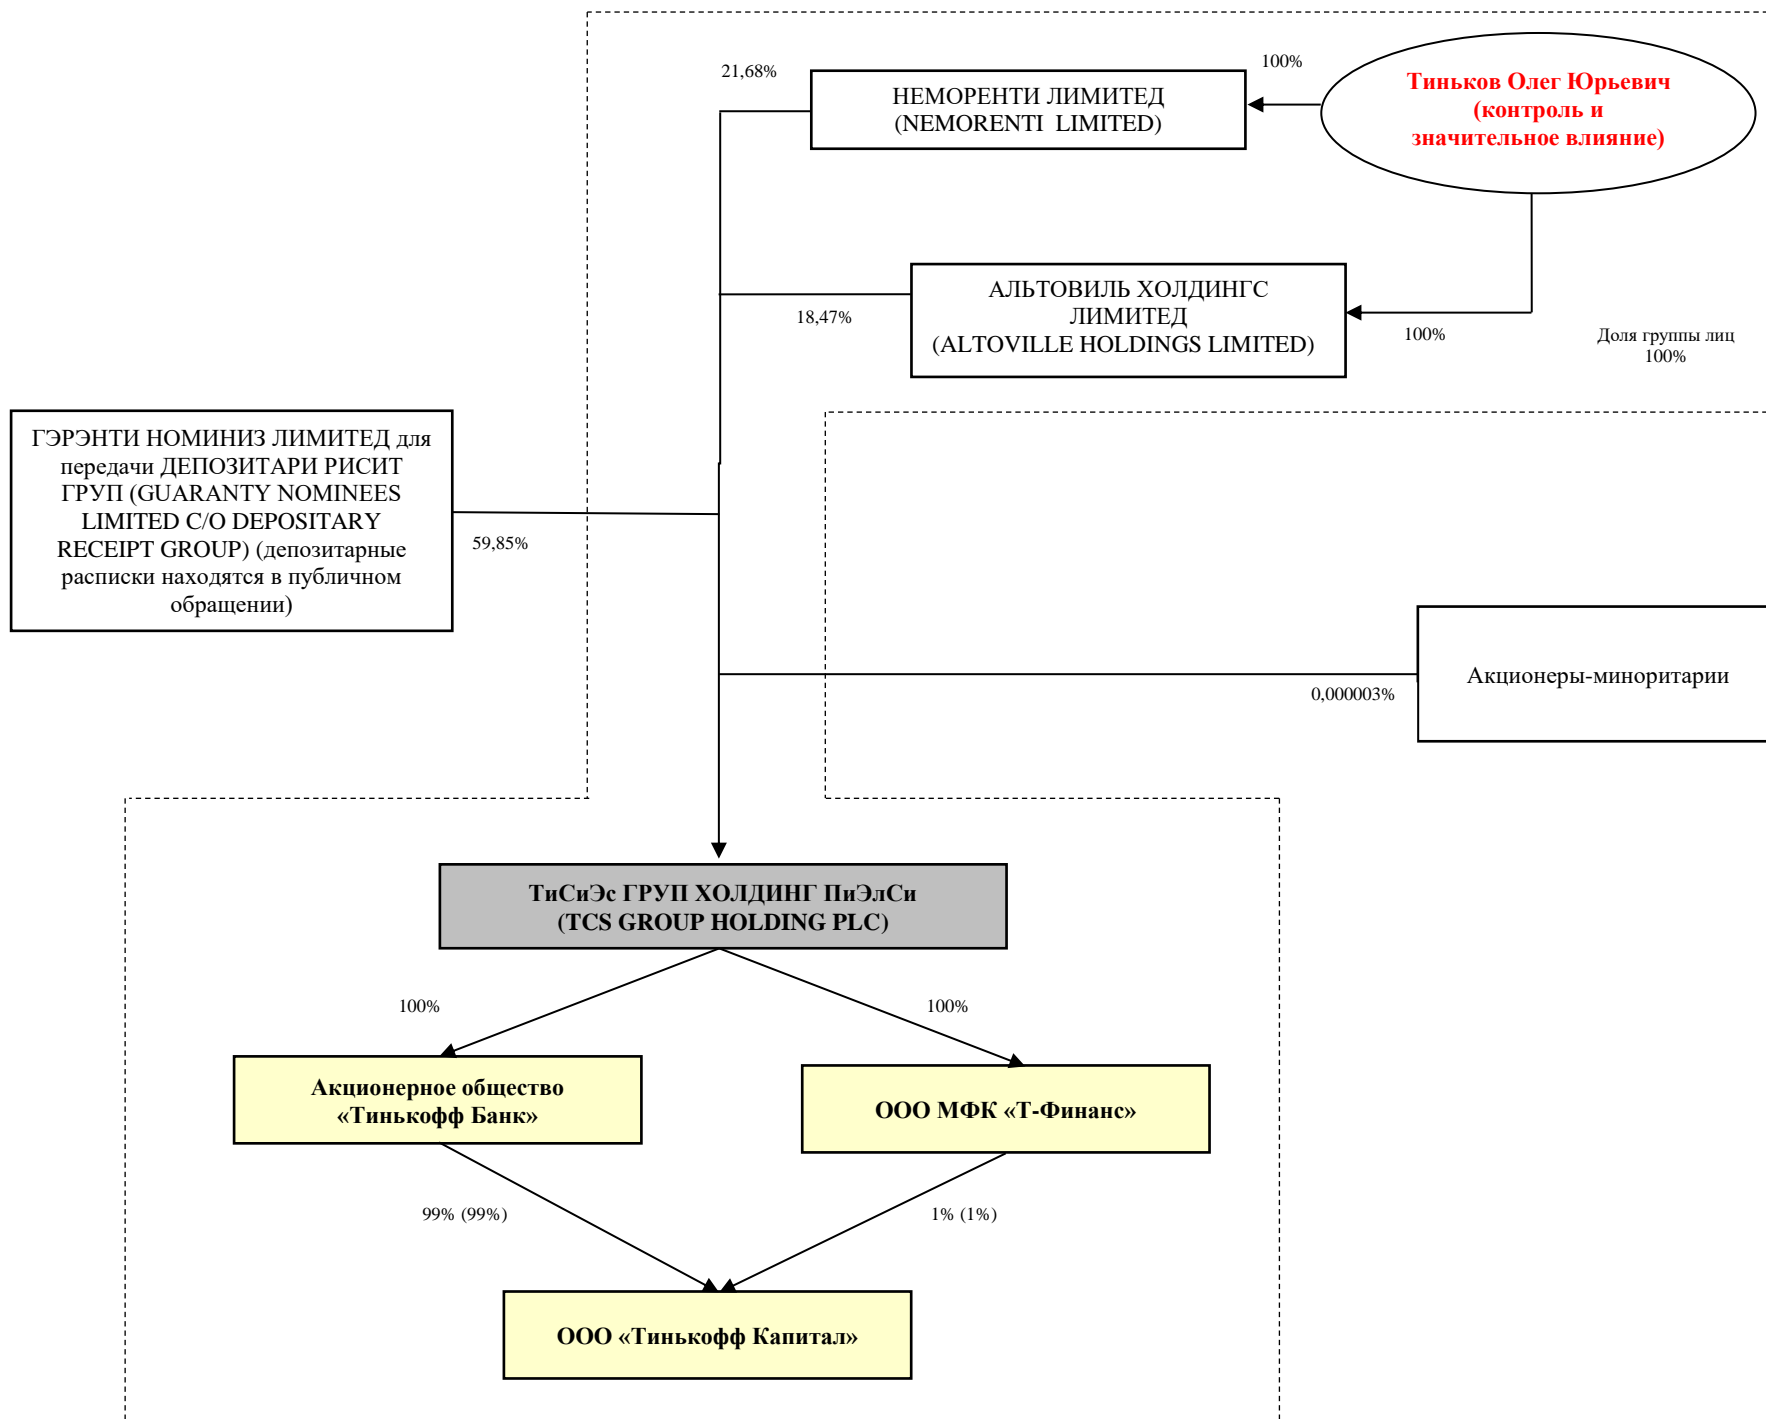 21,68%
НЕМОРЕНТИ ЛИМИТЕД
(NEMORENTI LIMITED)
100%
Тиньков Олег Юрьевич
(контроль и
значительное влияние)
18,47%
АЛЬТОВИЛЬ ХОЛДИНГС
ЛИМИТЕД
(ALTOVILLE HOLDINGS LIMITED)
100%
Доля группы лиц
100%
ГЭРЭНТИ НОМИНИЗ ЛИМИТЕД для
передачи ДЕПОЗИТАРИ РИСИТ
ГРУП (GUARANTY NOMINEES
LIMITED C/O DEPOSITARY
RECEIPT GROUP) (депозитарные
расписки находятся в публичном
обращении)
59,85%
Акционеры-миноритарии
0,000003%
ТиСиЭс ГРУП ХОЛДИНГ ПиЭлСи
(TCS GROUP HOLDING PLC)
100%
100%
Акционерное общество
«Тинькофф Банк»
ООО МФК «Т-Финанс»
99% (99%)
1% (1%)
ООО «Тинькофф Капитал»